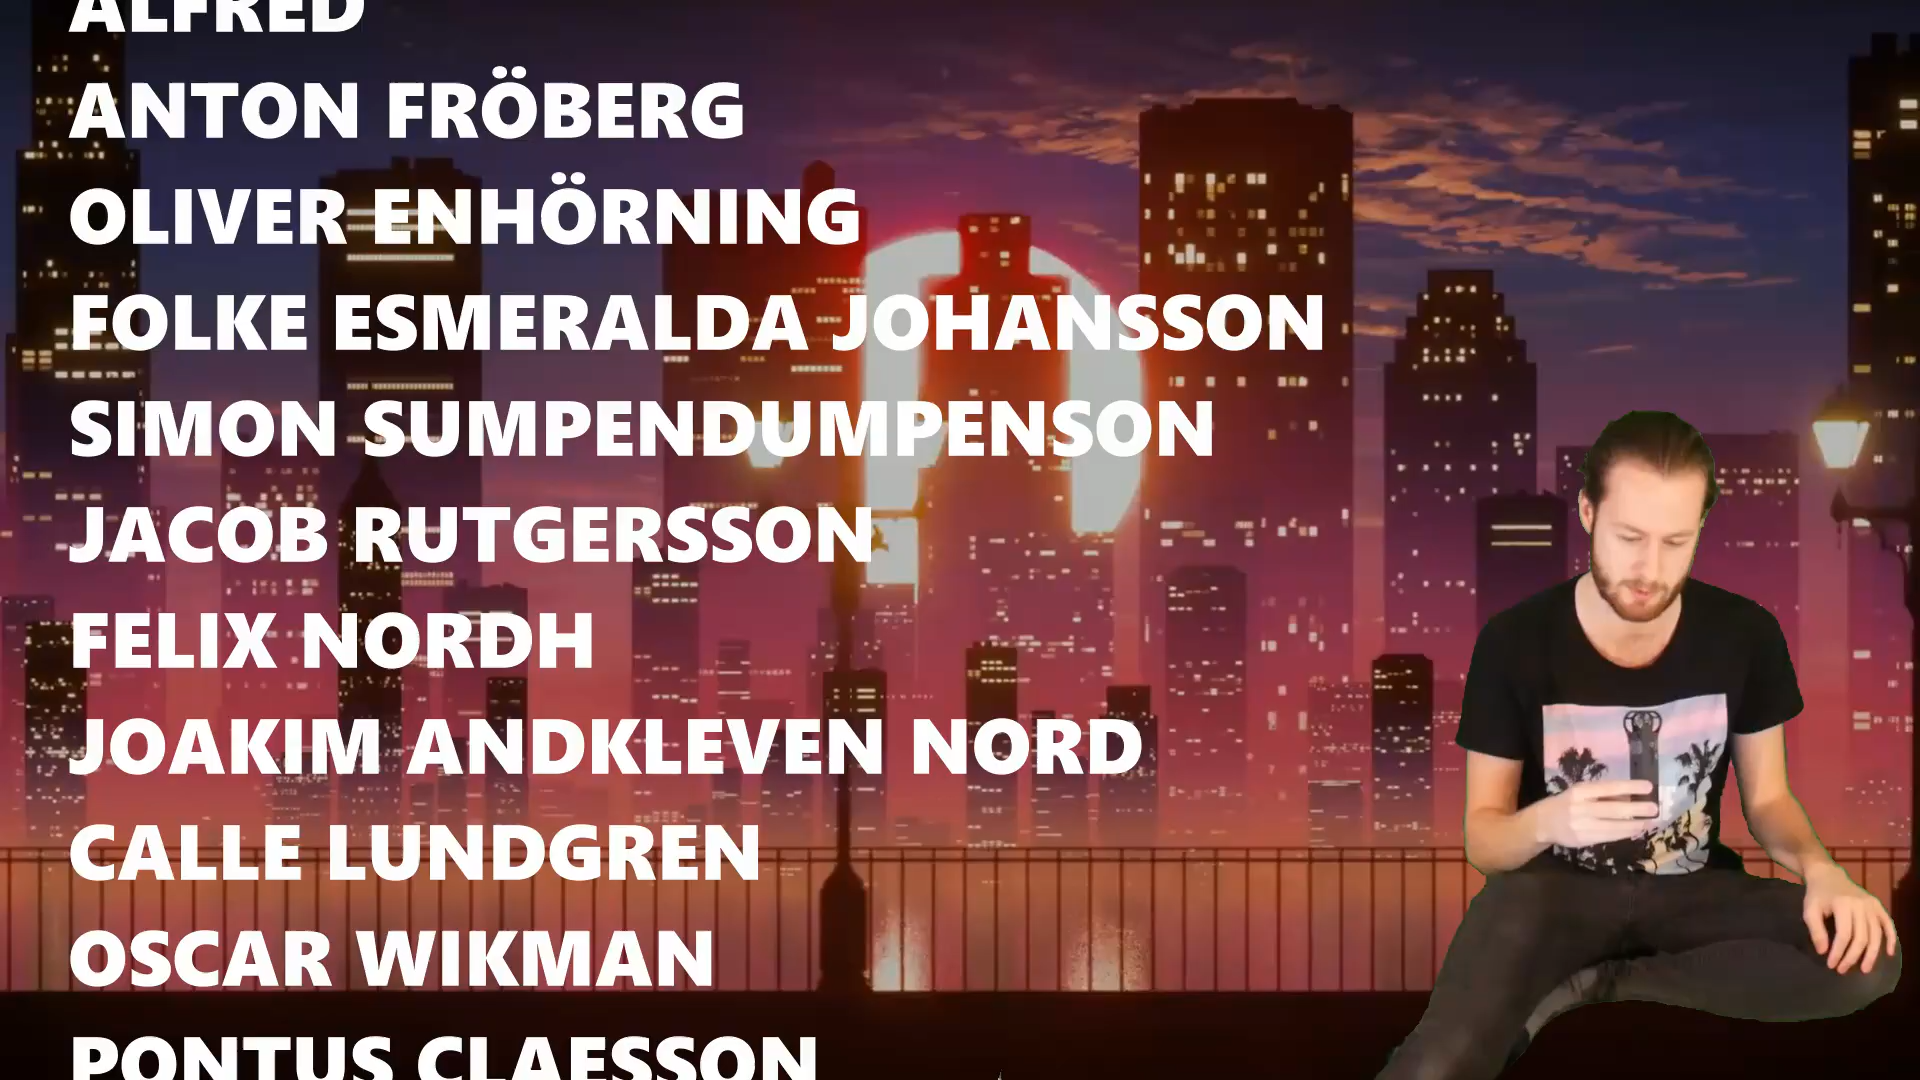 ALFRED
ANTON FRÖBERG
OLIVER ENHÖRNING
FOLKE ESMERALDA JOHANSSON
SIMON SUMPENDUMPENSON
JACOB RUTGERSSON
FELIX NORDH
JOAKIM ANDKLEVEN NORD
CALLE LUNDGREN
OSCAR WIKMAN
PONTUS CLAESSON